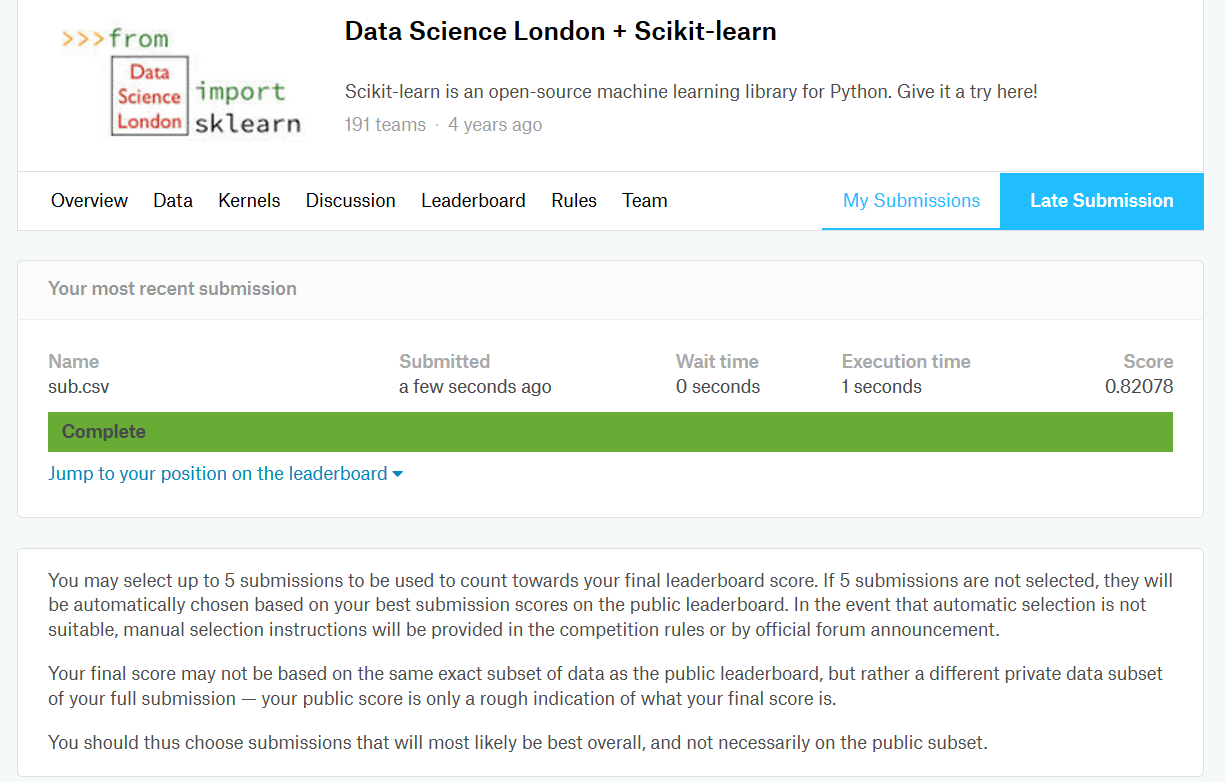 >>>from
Data
Science
London
import
sklearn
Data Science London + Scikit-learn
Scikit-learn is an open-source machine learning library for Python. Give it a try here!
191 teams · 4 years ago
Overview Data Kernels Discussion Leaderboard Rules Team My Submissions Late Submission
Your most recent submission
Name Submitted Wait time Execution time Score
sub.csv a few seconds ago 0 seconds 1 seconds 0.82078
Complete
Jump to your position on the leaderboard
You may select up to 5 submissions to be used to count towards your final leaderboard score. If 5 submissions are not selected, they will
be automatically chosen based on your best submission scores on the public leaderboard. In the event that automatic selection is not
suitable, manual selection instructions will be provided in the competition rules or by official forum announcement.
Your final score may not be based on the same exact subset of data as the public leaderboard, but rather a different private data subset
of your full submission — your public score is only a rough indication of what your final score is.
You should thus choose submissions that will most likely be best overall, and not necessarily on the public subset.